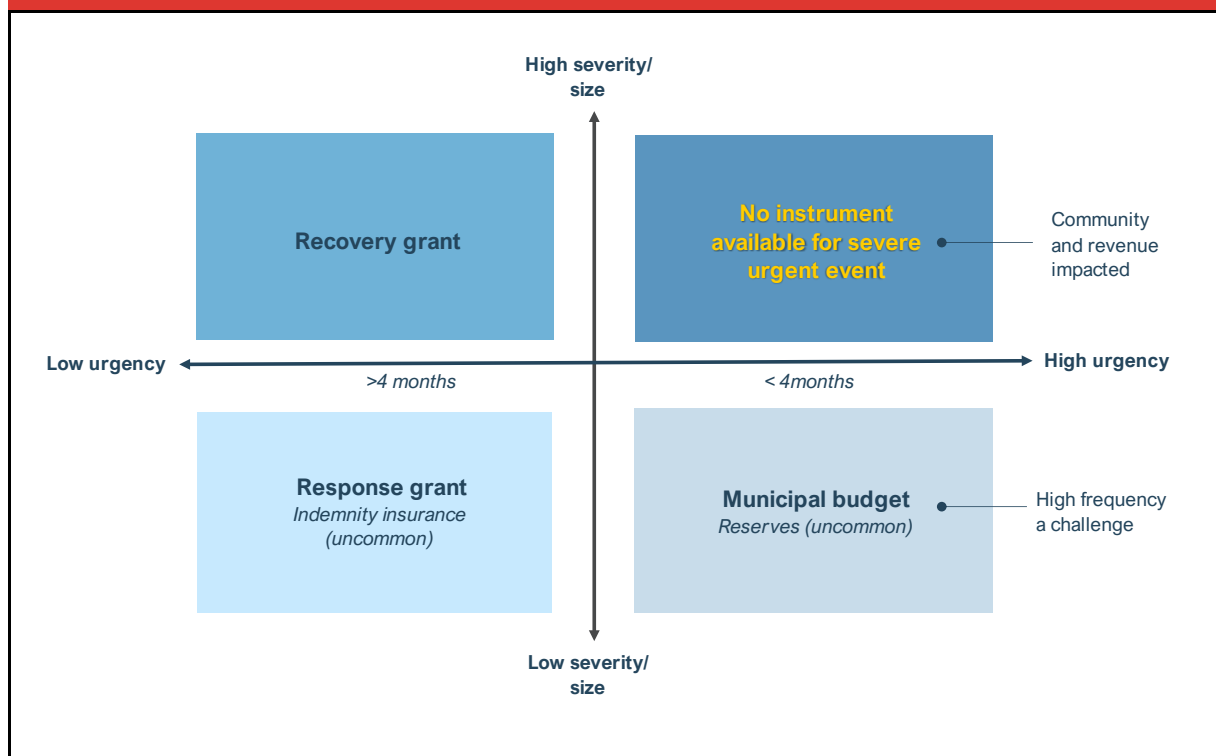 High severity/
size
Recovery grant
No instrument
available for severe
urgent event
Community
and revenue
impacted
Low urgency
High urgency
>4 months
< 4months
Response grant
Indemnity insurance
(uncommon)
Municipal budget
Reserves (uncommon)
High frequency
a challenge
Low severity/
size